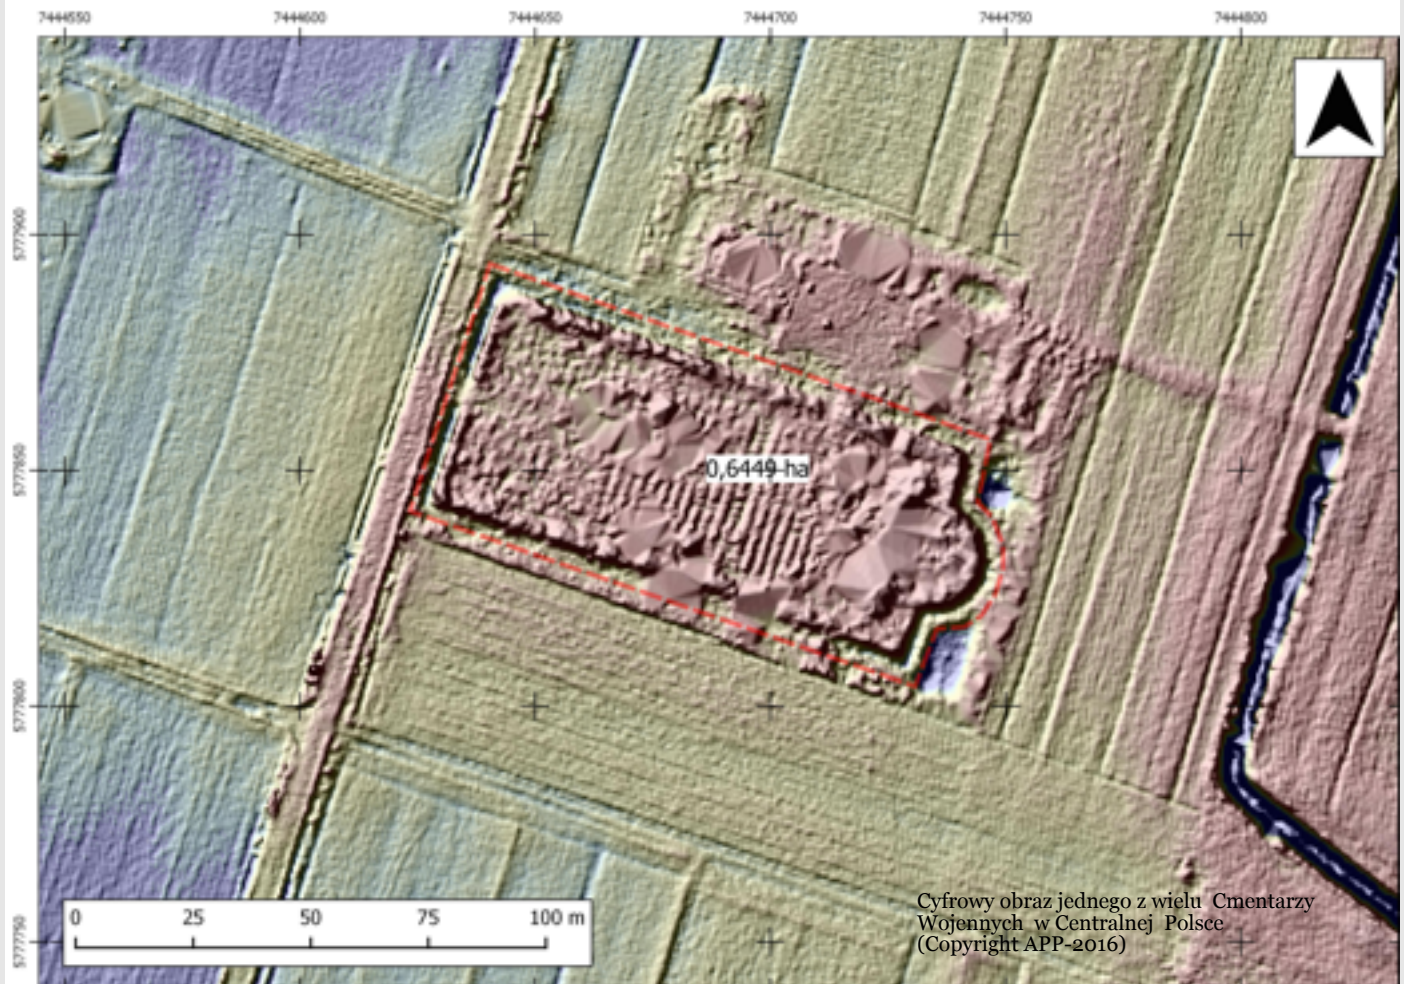 7444550 7444600 7444650 7444700 7444750 7444800
5777900
5777850
5777800
5777750
0,6449 ha
0 25 50 75 100 m
Cyfrowy obraz jednego z wielu Cmentarzy
Wojennych w Centralnej Polsce
(Copyright APP-2016)